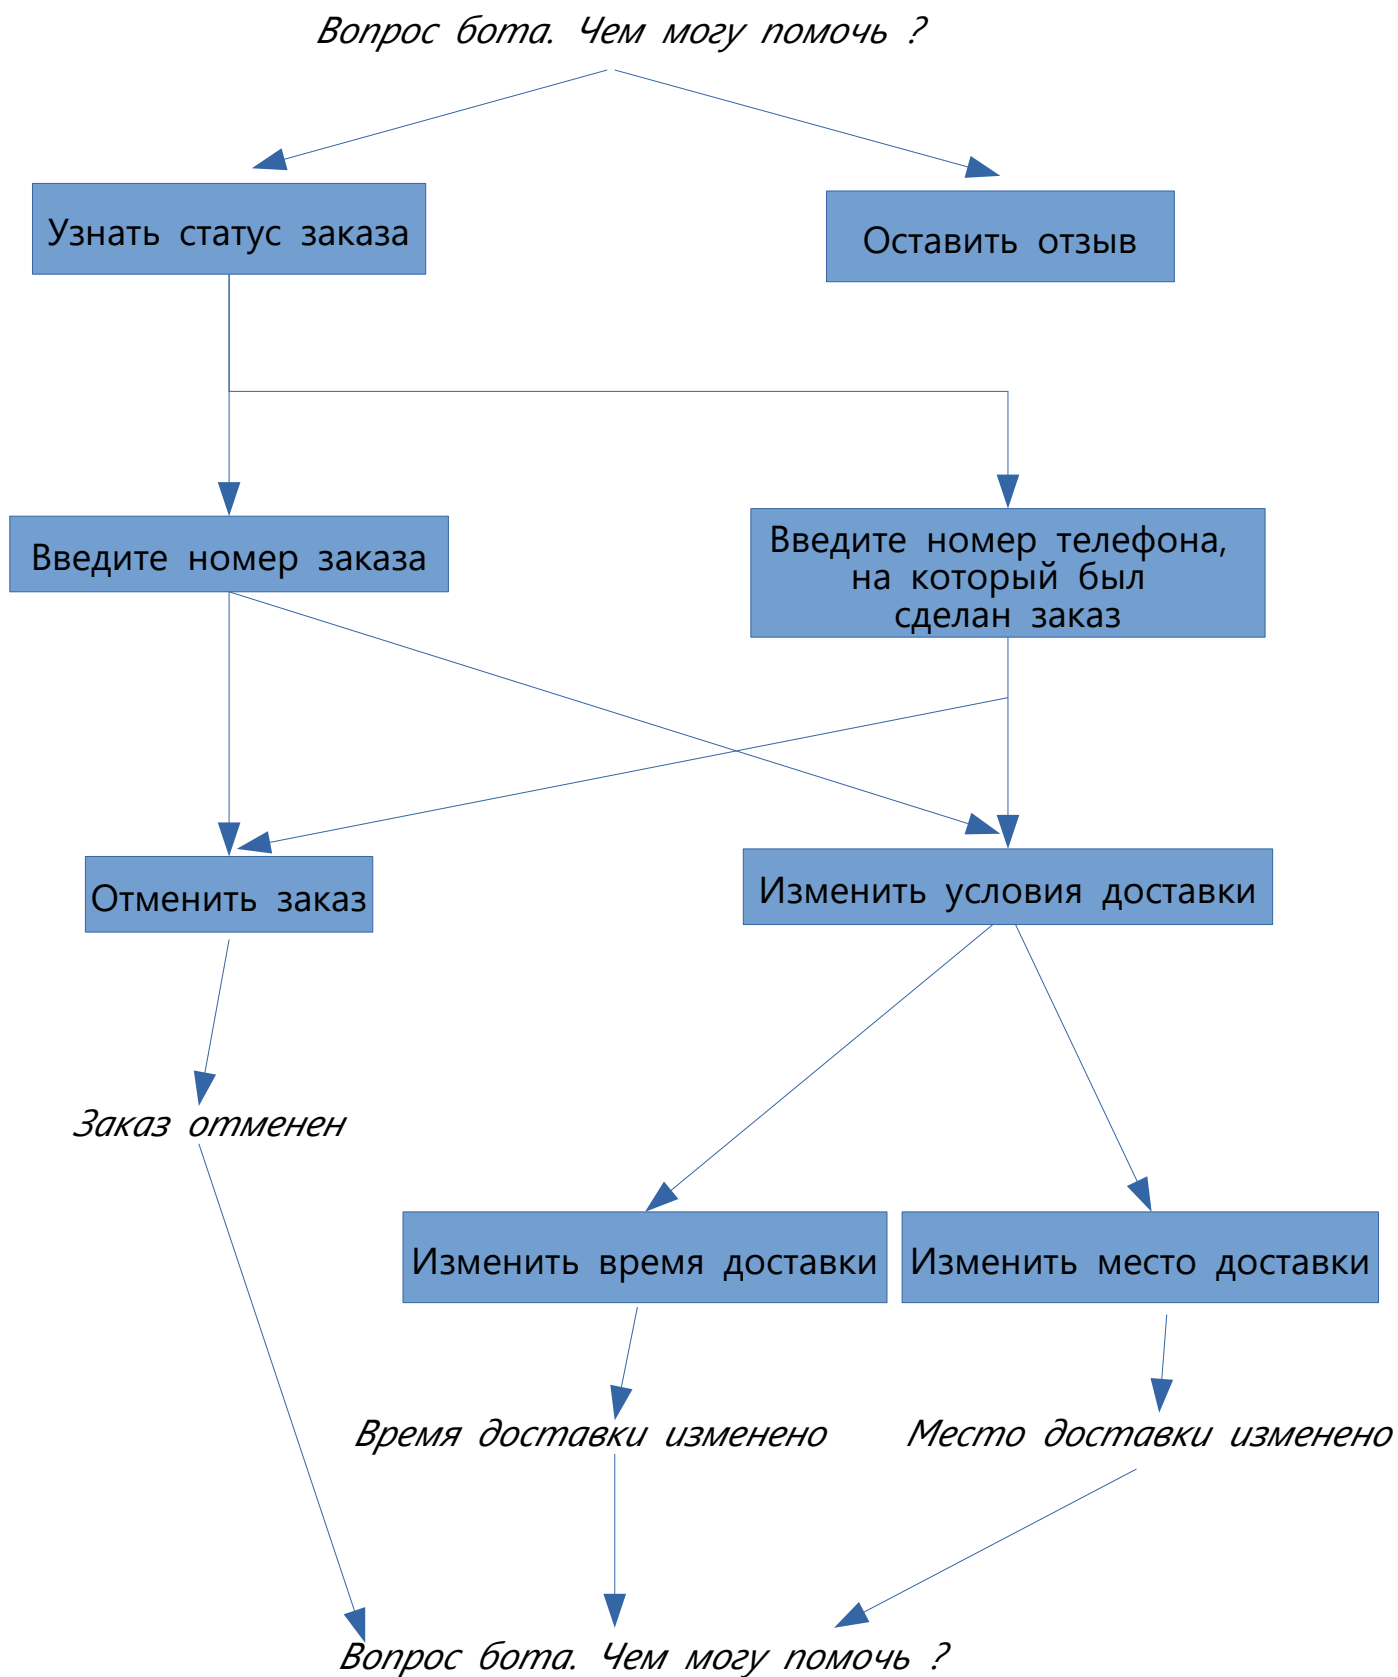 Вопрос бота. Чем могу помочь ?
Узнать статус заказа
Оставить отзыв
Введите номер заказа
Введите номер телефона,
на который был
сделан заказ
Отменить заказ
Изменить условия доставки
Заказ отменен
Изменить время доставки
Изменить место доставки
Время доставки изменено
Место доставки изменено
Вопрос бота. Чем могу помочь ?